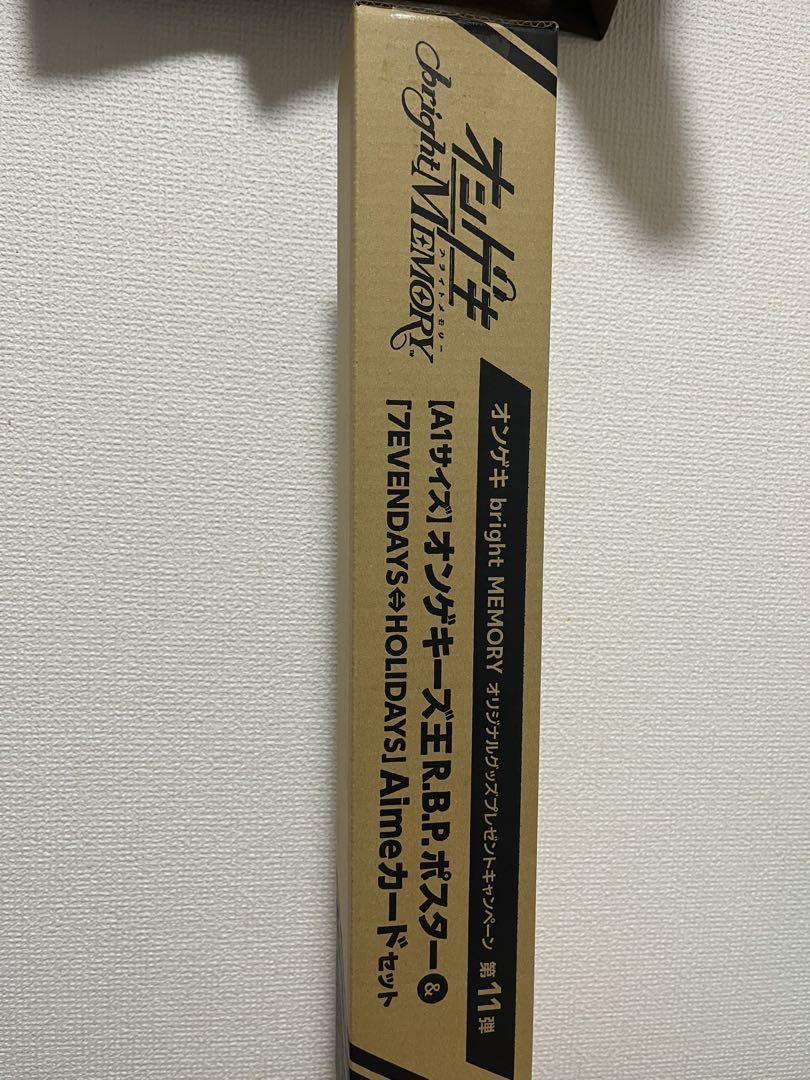 オンゲキ
bright MEMORY™
ブライトメモリー
オンゲキ bright MEMORY オリジナルグッズプレゼントキャンペーン 第11弾
【A1サイズ】オンゲキーズ王R.B.P.ポスター&
「7EVENDAYS⇔HOLIDAYS」Aimeカードセット